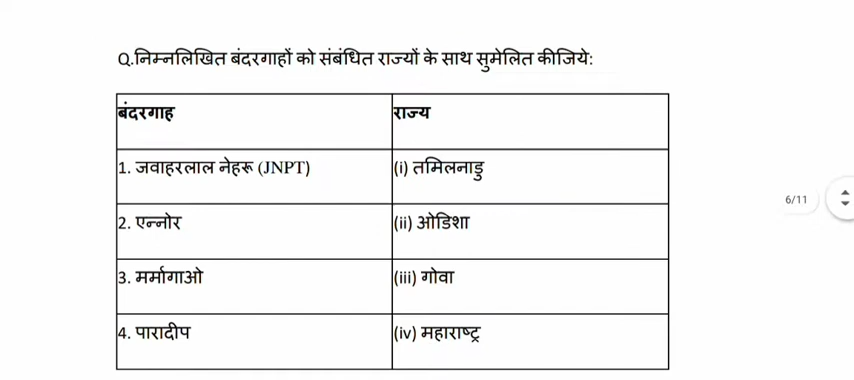 Q.निम्नलिखित बंदरगाहों को संबंधित राज्यों के साथ सुमेलित कीजिये:
बंदरगाह राज्य
1. जवाहरलाल नेहरू (JNPT) (i) तमिलनाडु
2. एन्नोर (ii) ओडिशा
6/11
3. मर्मागाओ (iii) गोवा
4. पारादीप (iv) महाराष्ट्र